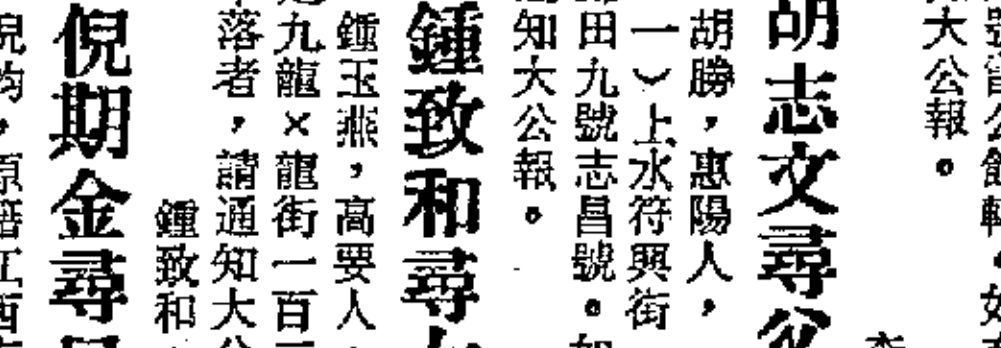 大公報。
胡志文尋
胡勝，惠陽人，
一）上水符興街
田九號志昌號。如
知大公報。
鍾致和尋
鍾玉燕，高要人
九龍×龍街一百
落者，請通知大公
鍾致和
倪期金尋